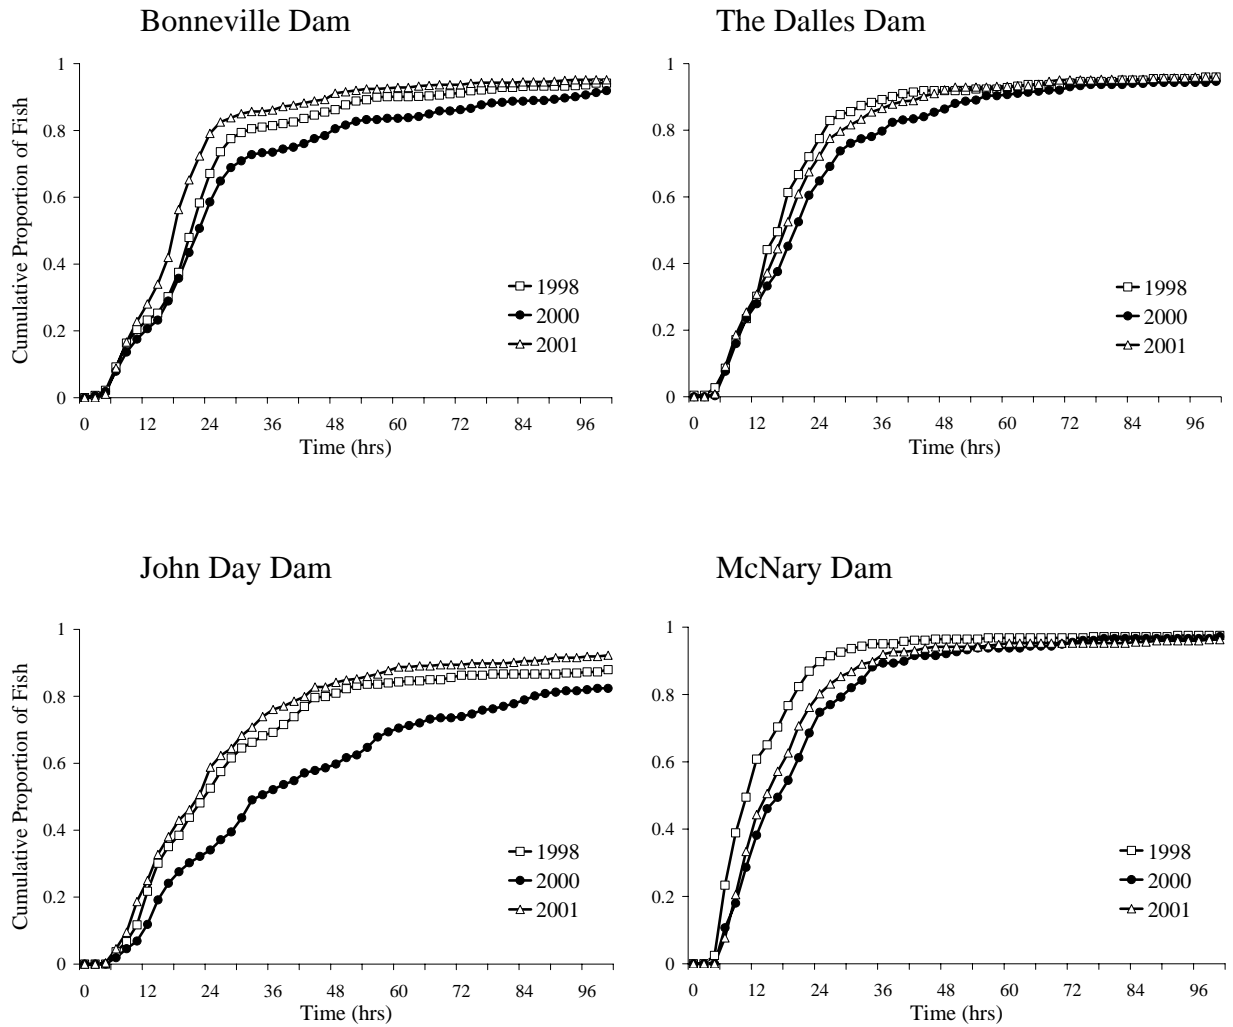 Bonneville Dam
Cumulative Proportion of Fish
1
0.8
0.6
0.4
0.2
0
0 12 24 36 48 60 72 84 96
Time (hrs)
1998
2000
2001
The Dalles Dam
1
0.8
0.6
0.4
0.2
0
0 12 24 36 48 60 72 84 96
Time (hrs)
1998
2000
2001
John Day Dam
Cumulative Proportion of Fish
1
0.8
0.6
0.4
0.2
0
0 12 24 36 48 60 72 84 96
Time (hrs)
1998
2000
2001
McNary Dam
1
0.8
0.6
0.4
0.2
0
0 12 24 36 48 60 72 84 96
Time (hrs)
1998
2000
2001